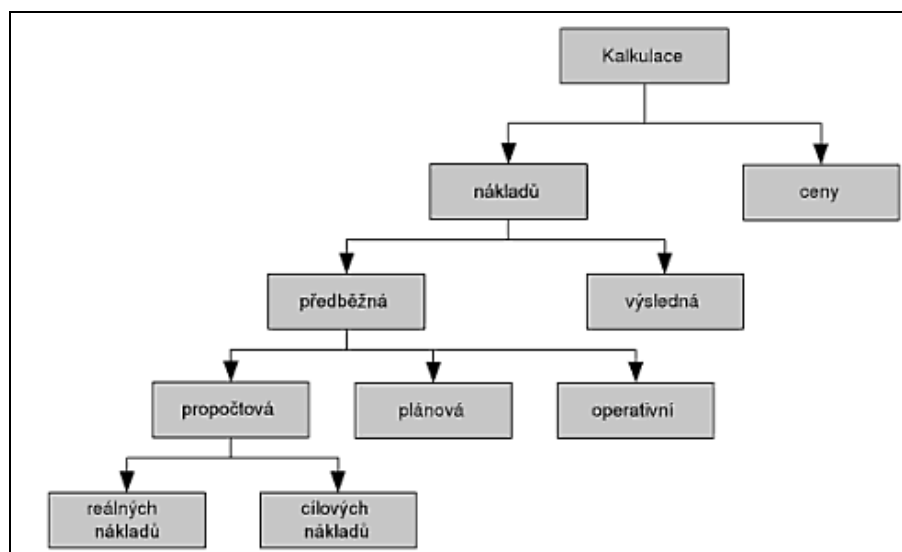 Kalkulace
nákladů
ceny
předběžná
výsledná
propočtová
plánová
operativní
reálných
nákladů
cílových
nákladů